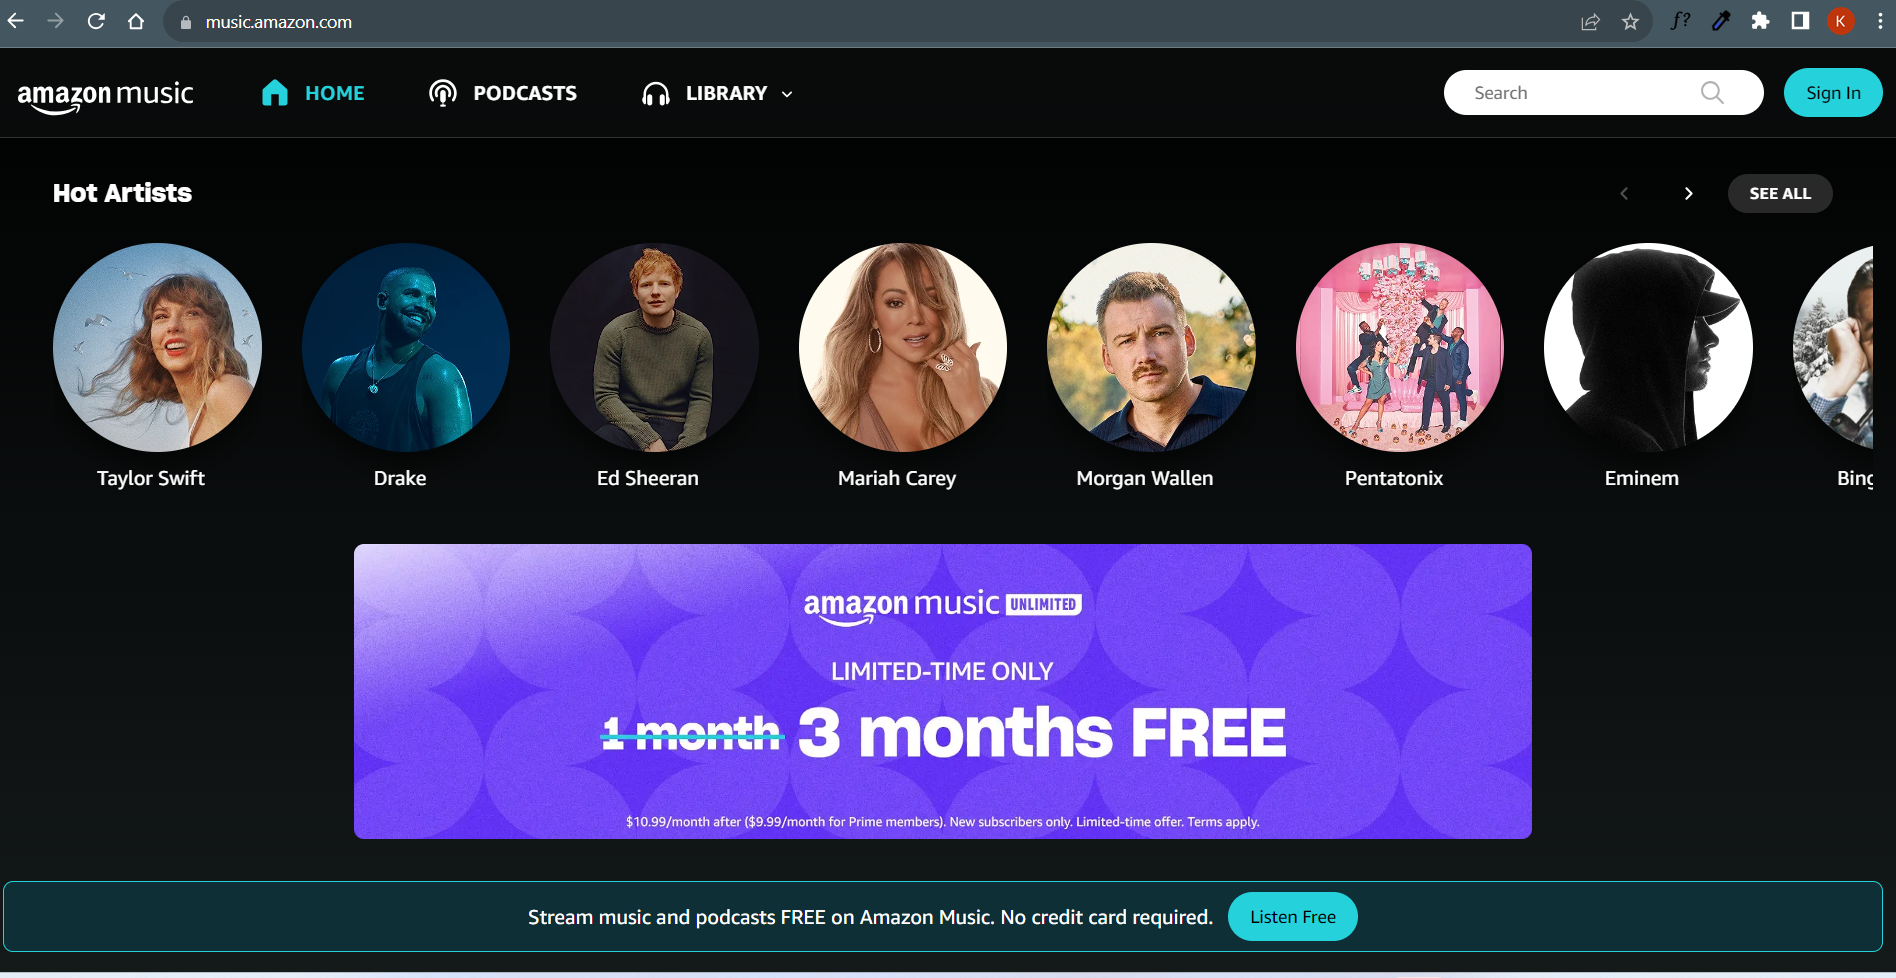 music.amazon.com
f?
K
amazon music
HOME
PODCASTS
LIBRARY
Search
Sign In
Hot Artists
SEE ALL
Taylor Swift
Drake
Ed Sheeran
Mariah Carey
Morgan Wallen
Pentatonix
Eminem
Bing
amazon music UNLIMITED
LIMITED-TIME ONLY
1 month 3 months FREE
$10.99/month after ($9.99/month for Prime members). New subscribers only. Limited-time offer. Terms apply.
Stream music and podcasts FREE on Amazon Music. No credit card required.
Listen Free